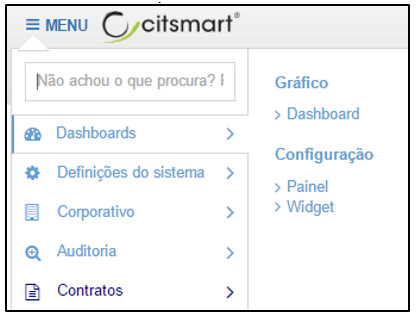 MENU citsmart®
Não achou o que procura? F
Dashboards
Definições do sistema
Corporativo
Auditoria
Contratos
Gráfico
Dashboard
Configuração
Painel
Widget